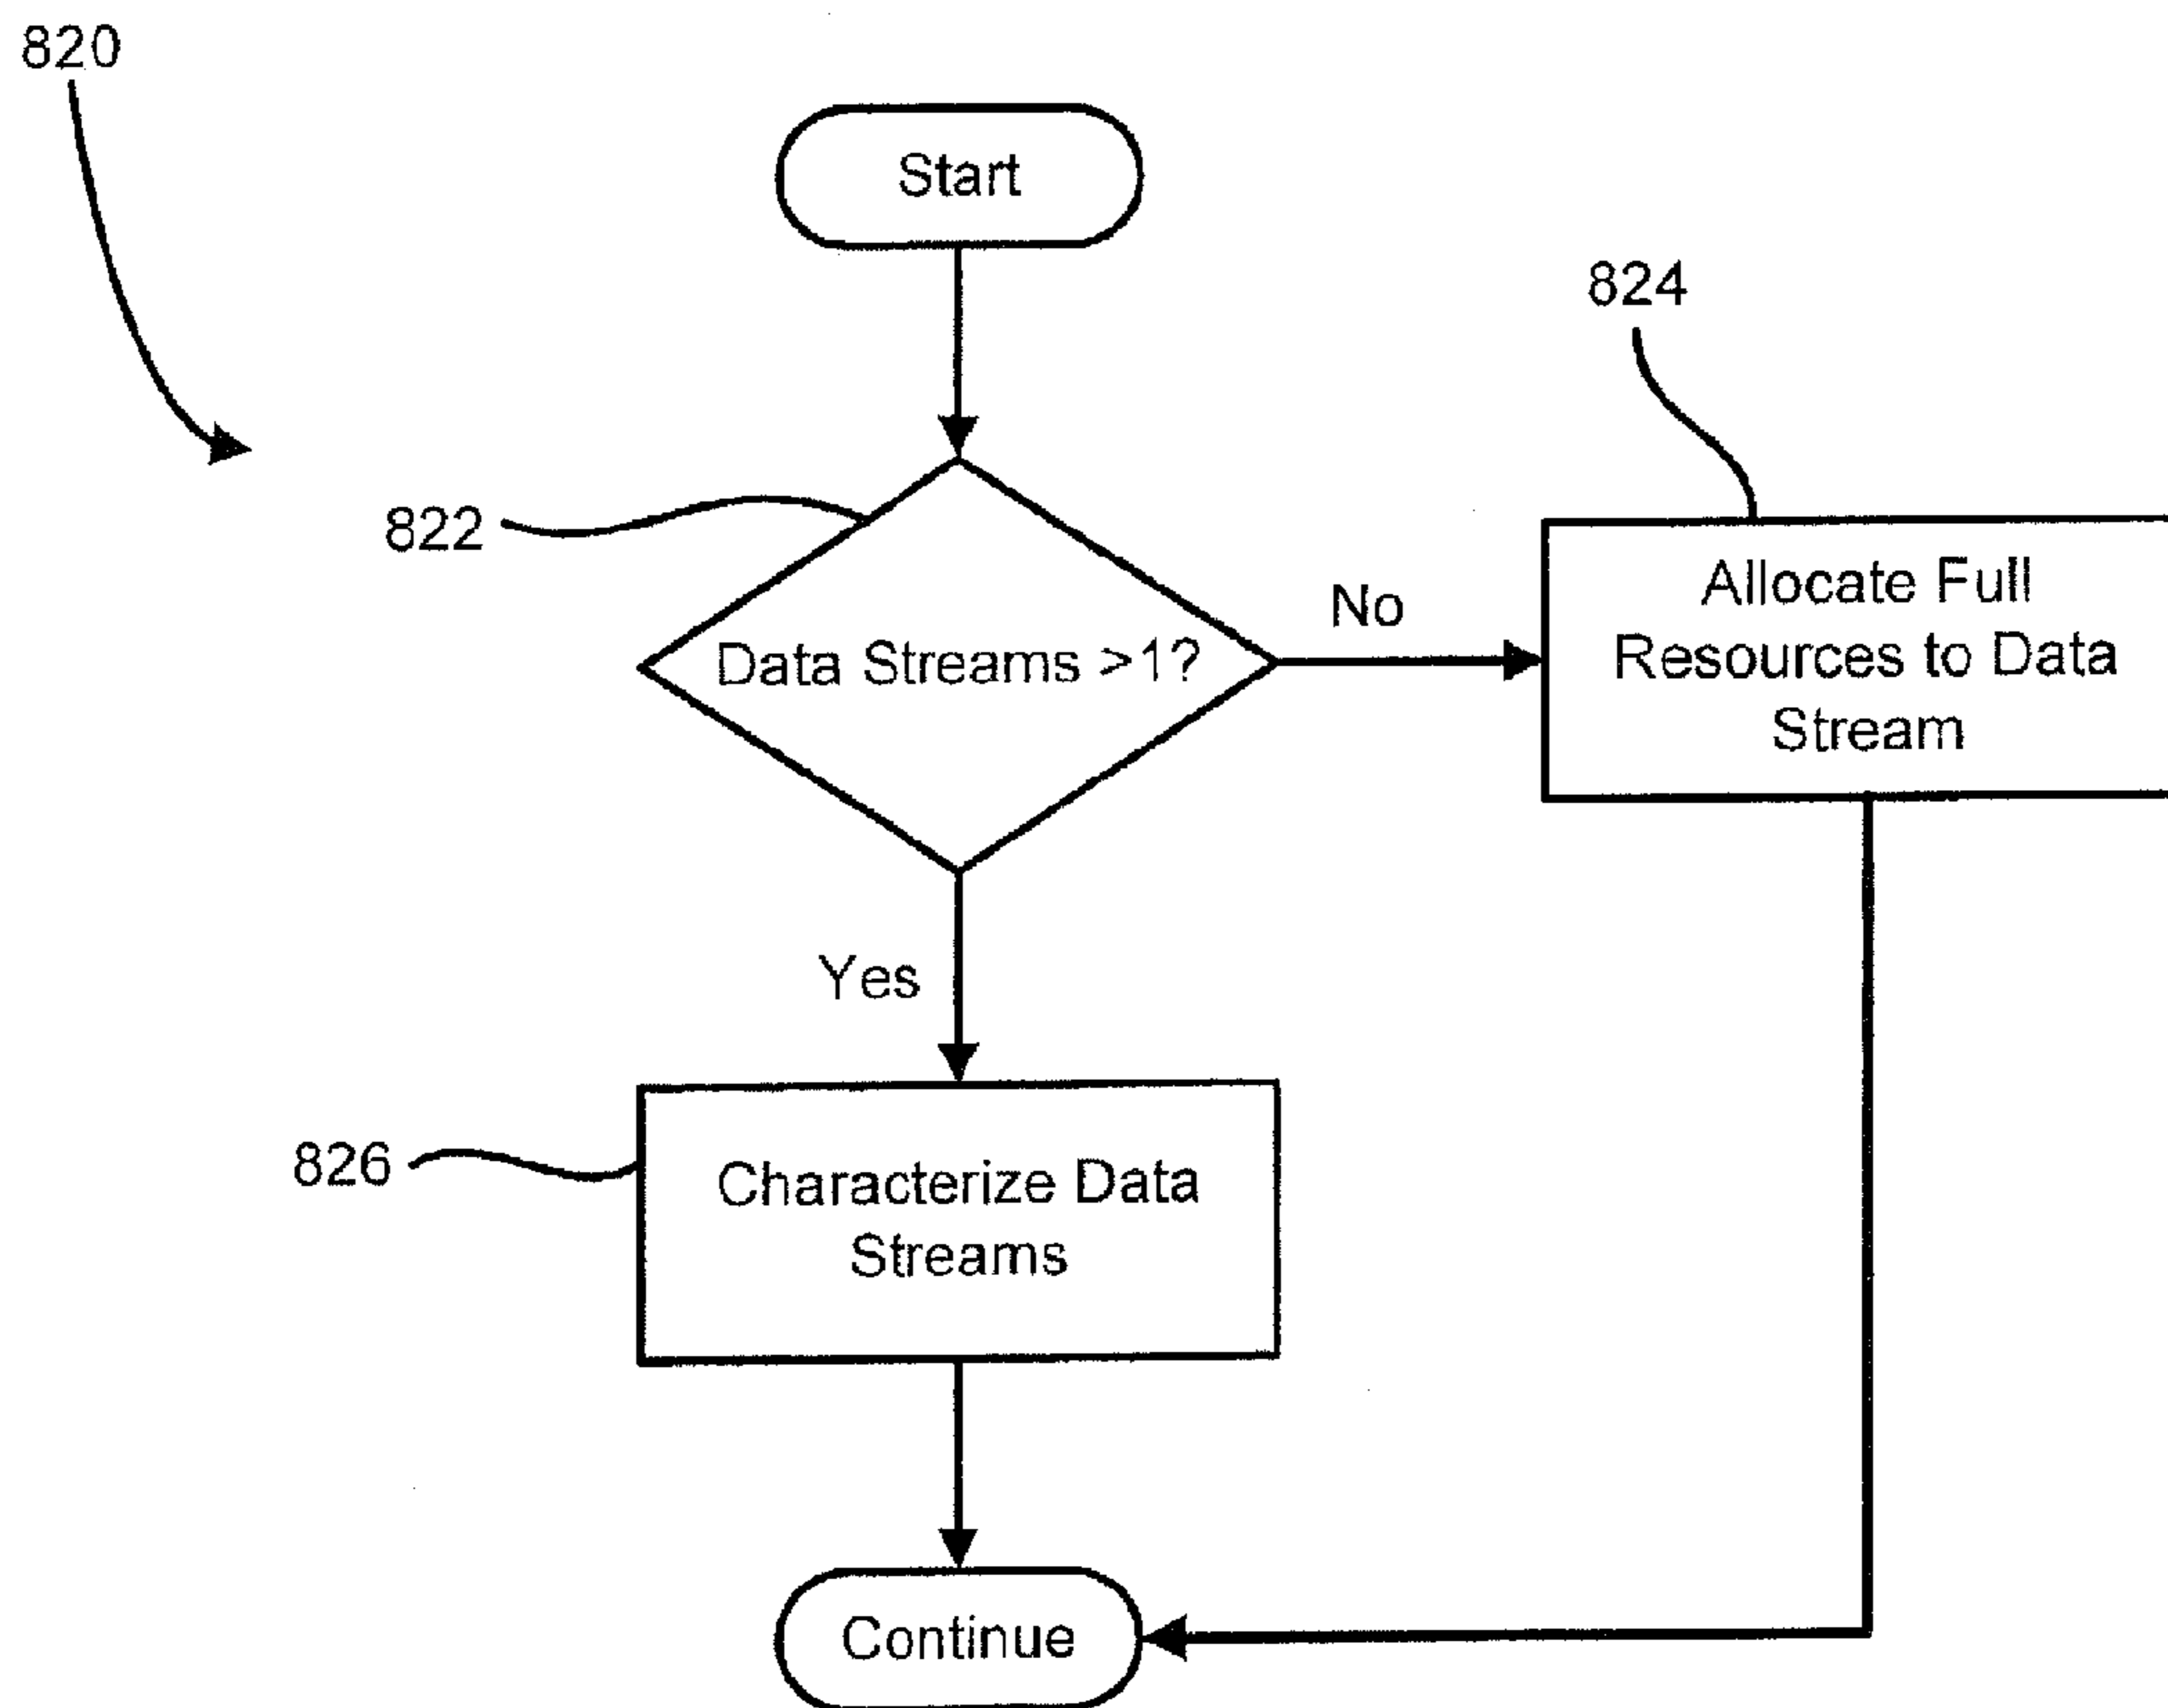 820
Start
824
822
Data Streams >1?
No
Allocate Full
Resources to Data
Stream
Yes
826
Characterize Data
Streams
Continue